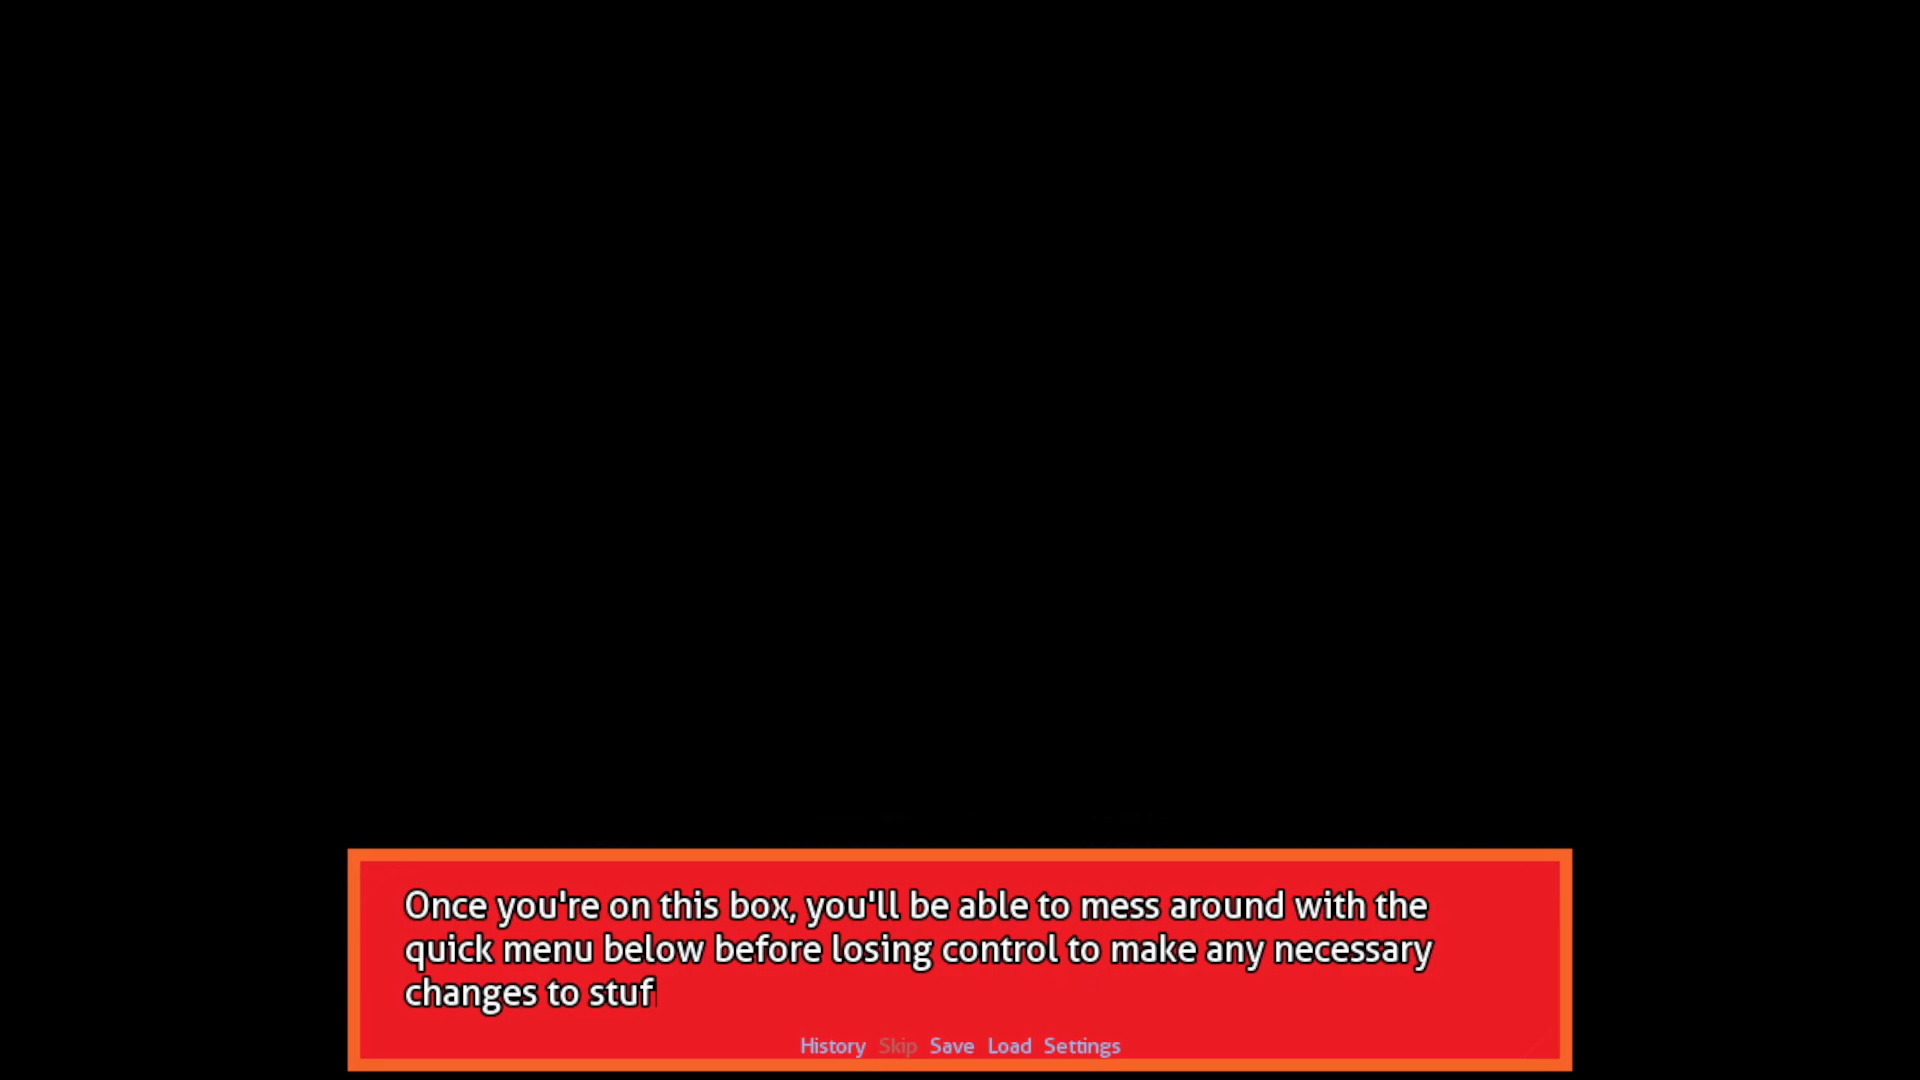 Once you're on this box, you'll be able to mess around with the
quick menu below before losing control to make any necessary
changes to stuf
History Skip Save Load Settings